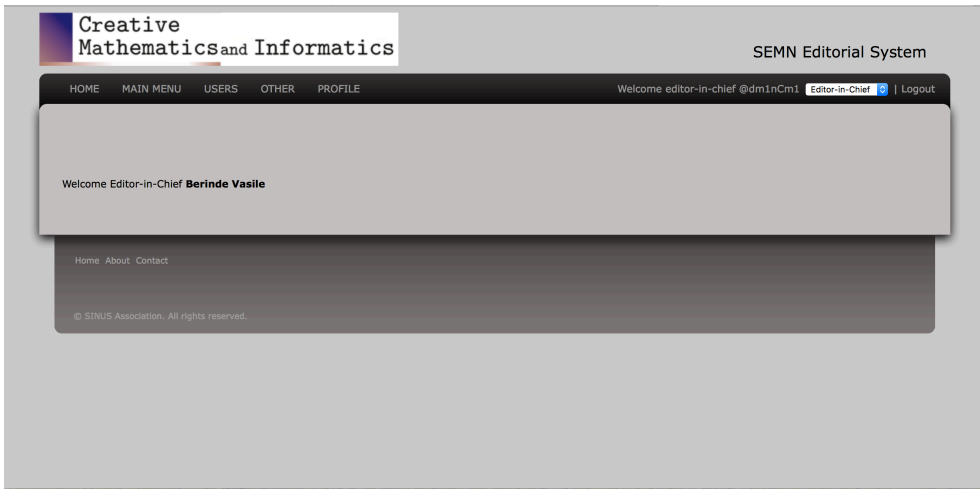 Creative
Mathematics and Informatics
SEMN Editorial System
HOME MAIN MENU USERS OTHER PROFILE Welcome editor-in-chief @dm1nCm1 Editor-in-Chief | Logout
Welcome Editor-in-Chief Berinde Vasile
Home About Contact
© SINUS Association. All rights reserved.